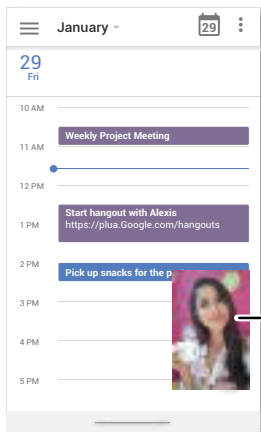 January
29
29
Fri
10 AM
Weekly Project Meeting
11 AM
12 PM
Start hangout with Alexis
https://plua.Google.com/hangouts
1 PM
2 PM
Pick up snacks for the p
3 PM
4 PM
5 PM